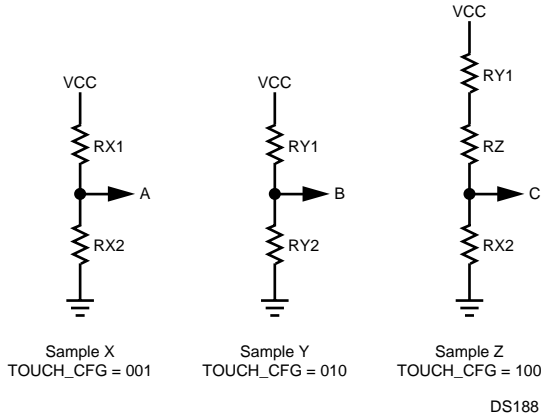 VCC
RX1
A
RX2
Sample X
TOUCH_CFG = 001
VCC
RY1
B
RY2
Sample Y
TOUCH_CFG = 010
VCC
RY1
RZ
C
RX2
Sample Z
TOUCH_CFG = 100
DS188